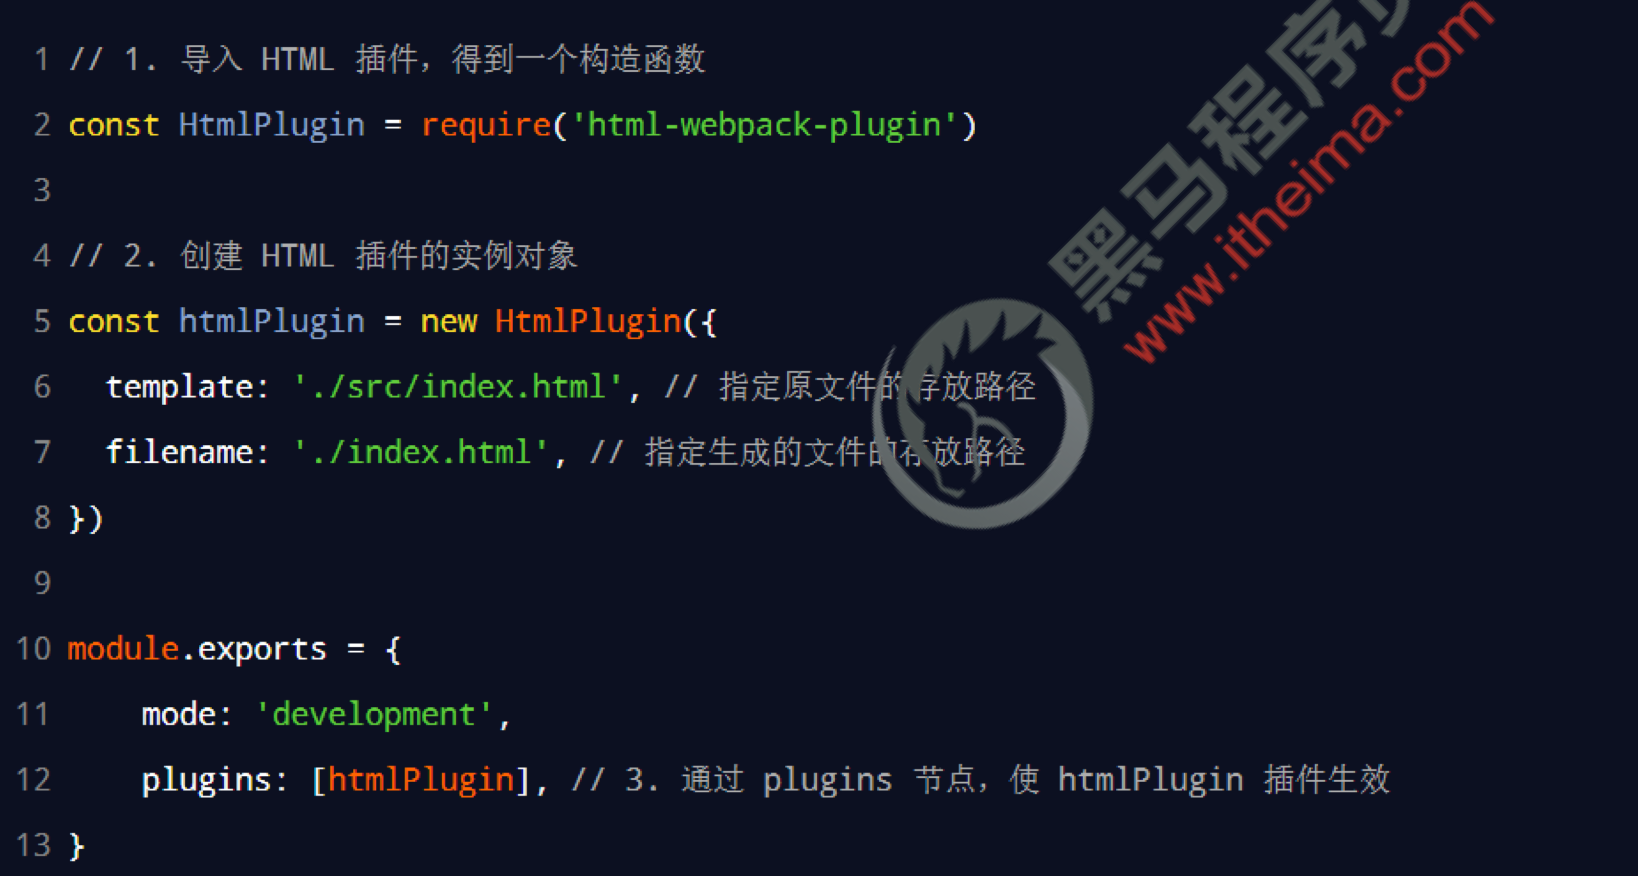 1 // 1. 导入 HTML 插件，得到一个构造函数
2 const HtmlPlugin = require('html-webpack-plugin')
3
4 // 2. 创建 HTML 插件的实例对象
5 const htmlPlugin = new HtmlPlugin({
6   template: './src/index.html', // 指定原文件的存放路径
7   filename: './index.html', // 指定生成的文件的存放路径
8 })
9
10 module.exports = {
11     mode: 'development',
12     plugins: [htmlPlugin], // 3. 通过 plugins 节点，使 htmlPlugin 插件生效
13 }
黑马程序
www.itheima.com